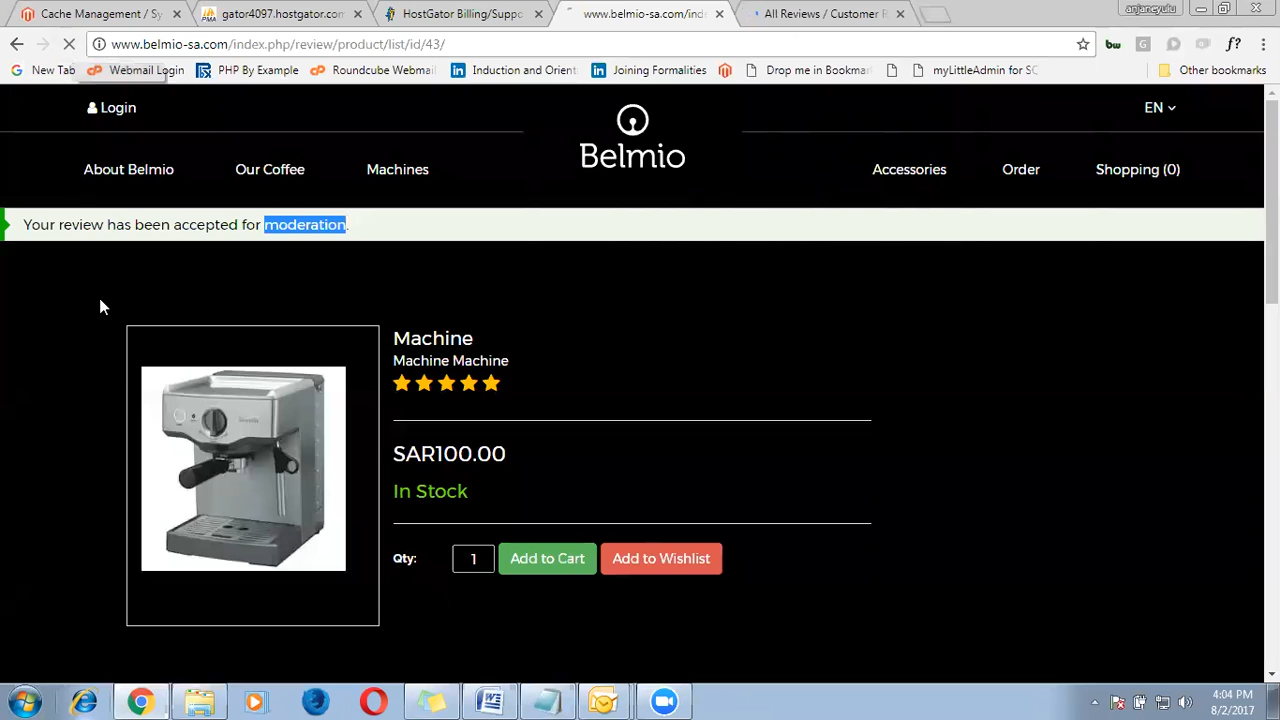 Cache Management / Sy
gator4097.hostgator.com
HostGator Billing/Suppo
www.belmio-sa.com/ind
All Reviews / Customer R
anjaneyulu
www.belmio-sa.com/index.php/review/product/list/id/43/
bw
G
f?
New Tab
Webmail Login
PHP By Example
Roundcube Webmail
Induction and Orient
Joining Formalities
Drop me in Bookmar
myLittleAdmin for SQ
Other bookmarks
Login
EN
Belmio
About Belmio
Our Coffee
Machines
Accessories
Order
Shopping (0)
Your review has been accepted for moderation.
Machine
Machine Machine
SAR100.00
In Stock
Qty:
1
Add to Cart
Add to Wishlist
4:04 PM
8/2/2017